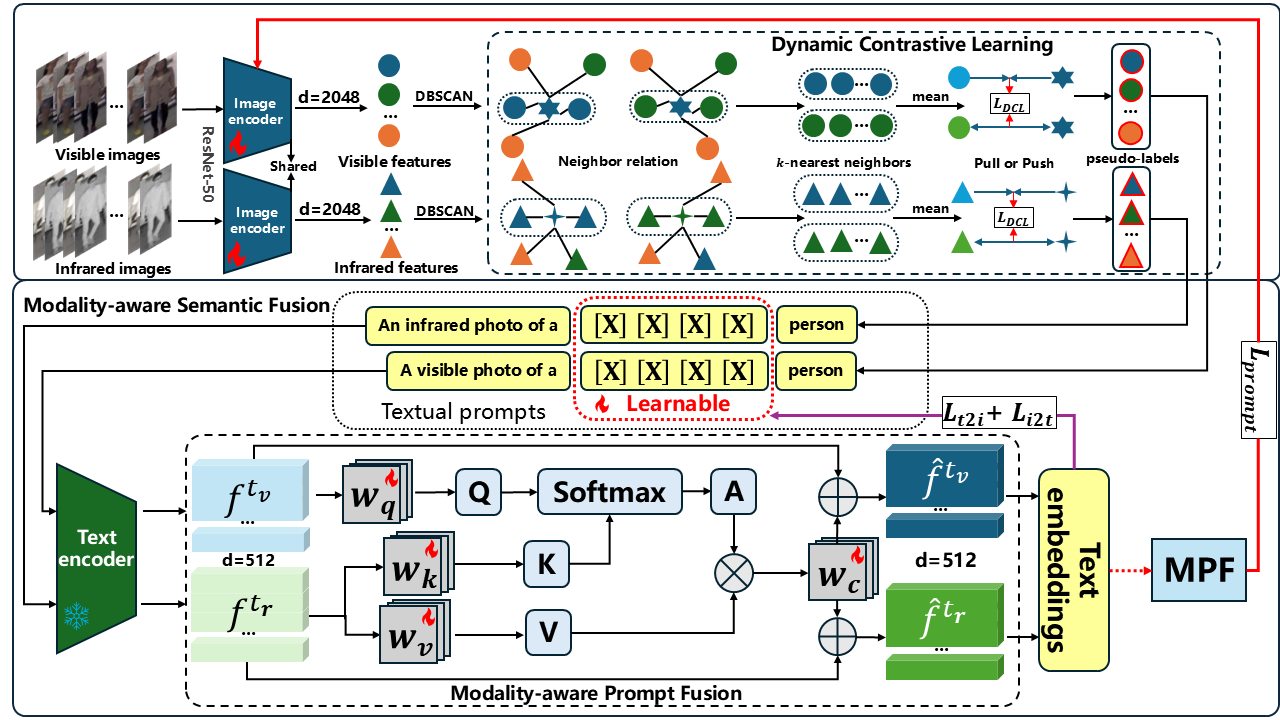 Dynamic Contrastive Learning
Image encoder
d=2048
DBSCAN
...
Visible images
ResNet-50
Shared
Visible features
Neighbor relation
k-nearest neighbors
mean
L_DCL
Pull or Push
pseudo-labels
...
Image encoder
d=2048
DBSCAN
...
mean
L_DCL
...
Infrared images
Infrared features
Modality-aware Semantic Fusion
An infrared photo of a [X] [X] [X] [X] person
A visible photo of a [X] [X] [X] [X] person
Textual prompts
Learnable
L_{t2i}+ L_{i2t}
L_{prompt}
Text encoder
f^{t_v}
...
d=512
f^{t_r}
...
w_q
Q
Softmax
A
w_k
K
w_v
V
w_c
\hat{f}^{t_v}
...
d=512
\hat{f}^{t_r}
...
Text embeddings
MPF
Modality-aware Prompt Fusion